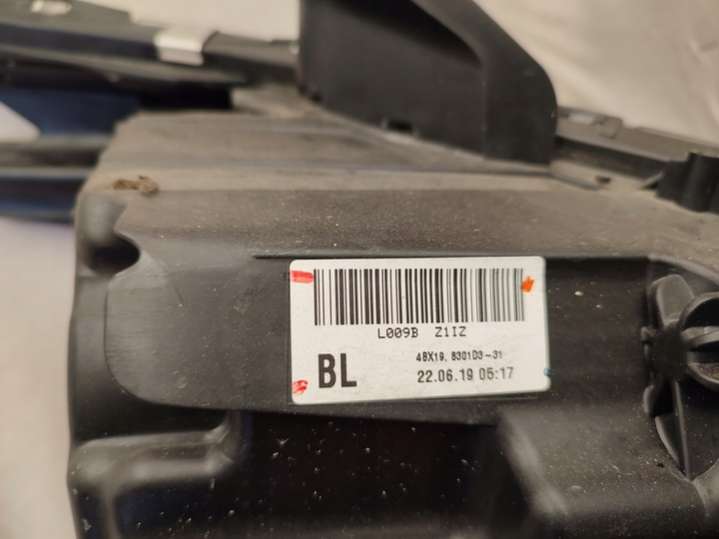 L009B Z1IZ
BL
48X19. 8301D3-31
22.06.19 05:17